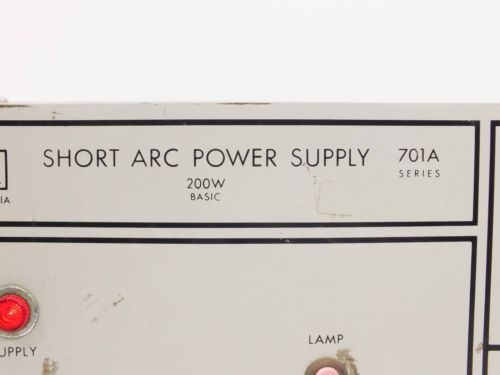 SHORT ARC POWER SUPPLY 701A
200W SERIES
BASIC
LAMP